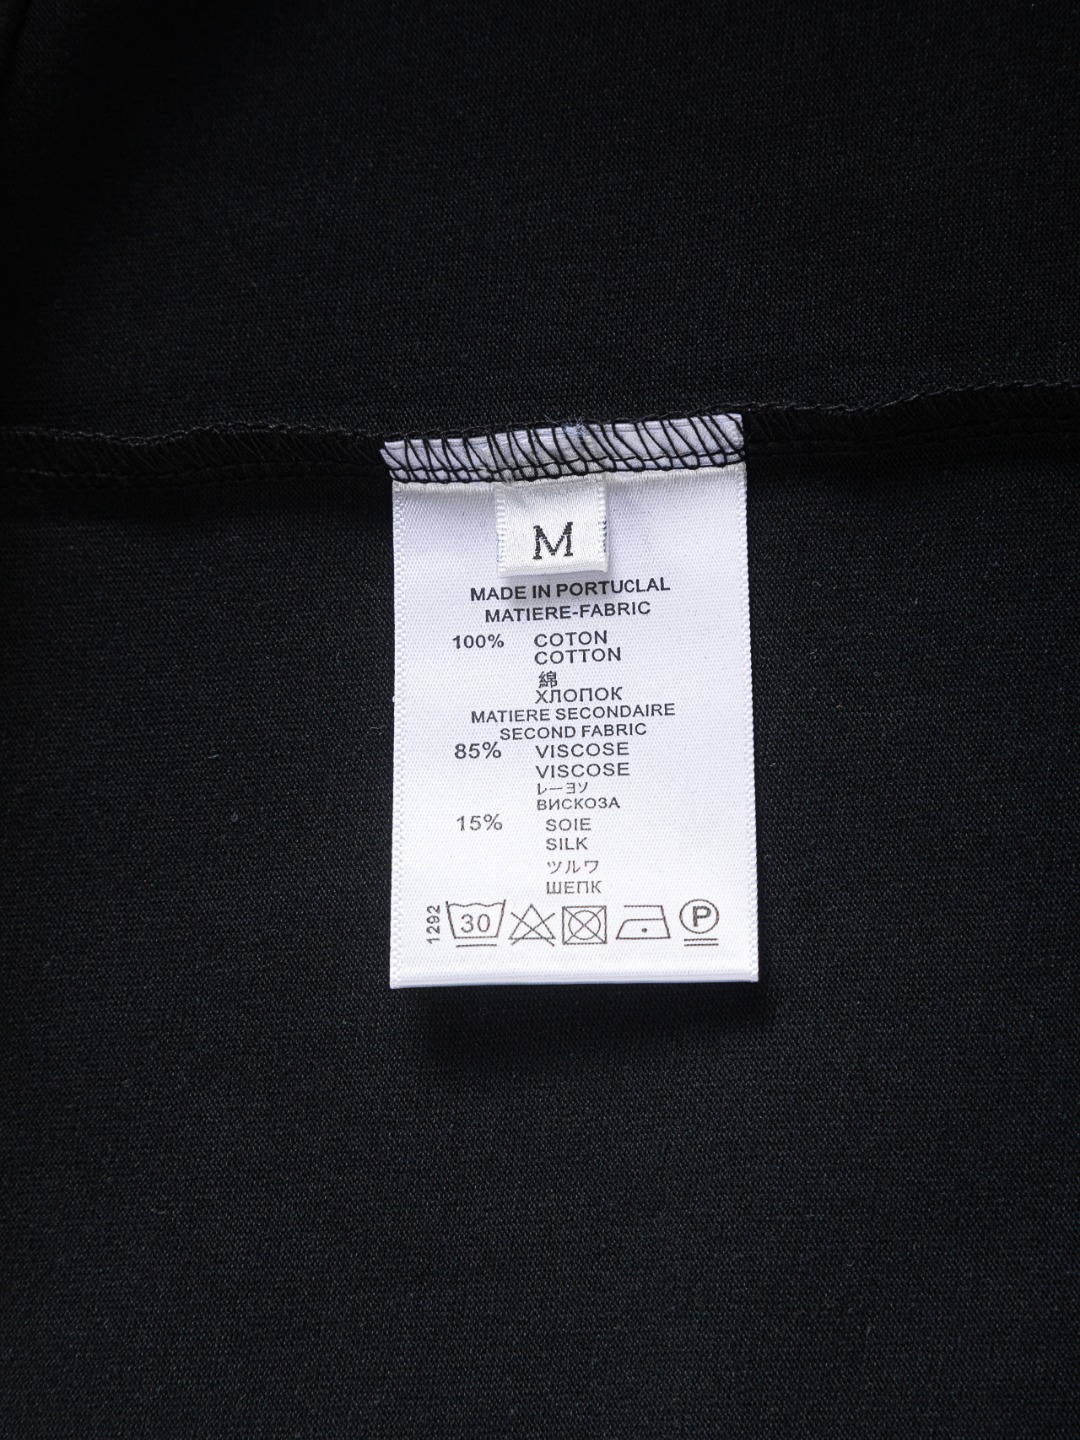 M
MADE IN PORTUCLAL
MATIERE-FABRIC
100% COTON
COTTON
綿
ХЛОПОК
MATIERE SECONDAIRE
SECOND FABRIC
85% VISCOSE
VISCOSE
レーヨソ
ВИСКОЗА
15% SOIE
SILK
ツルワ
ШЕПК
1292 30 P